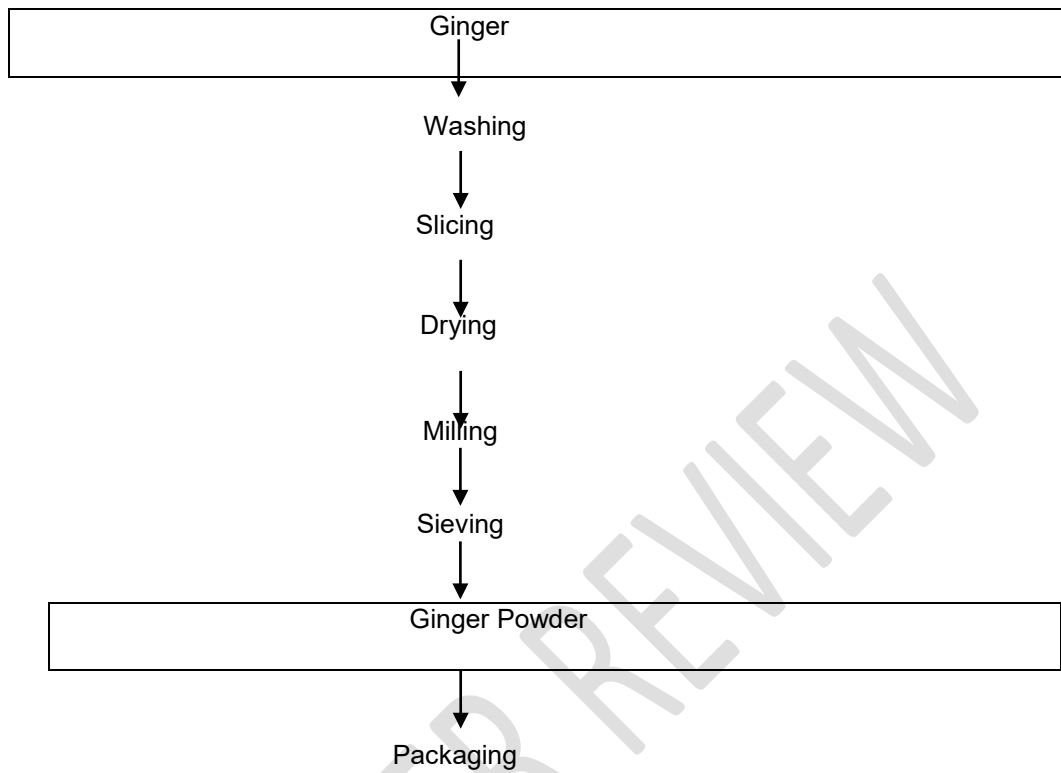 Ginger
Washing
Slicing
Drying
Milling
Sieving
Ginger Powder
Packaging
R REVIEW